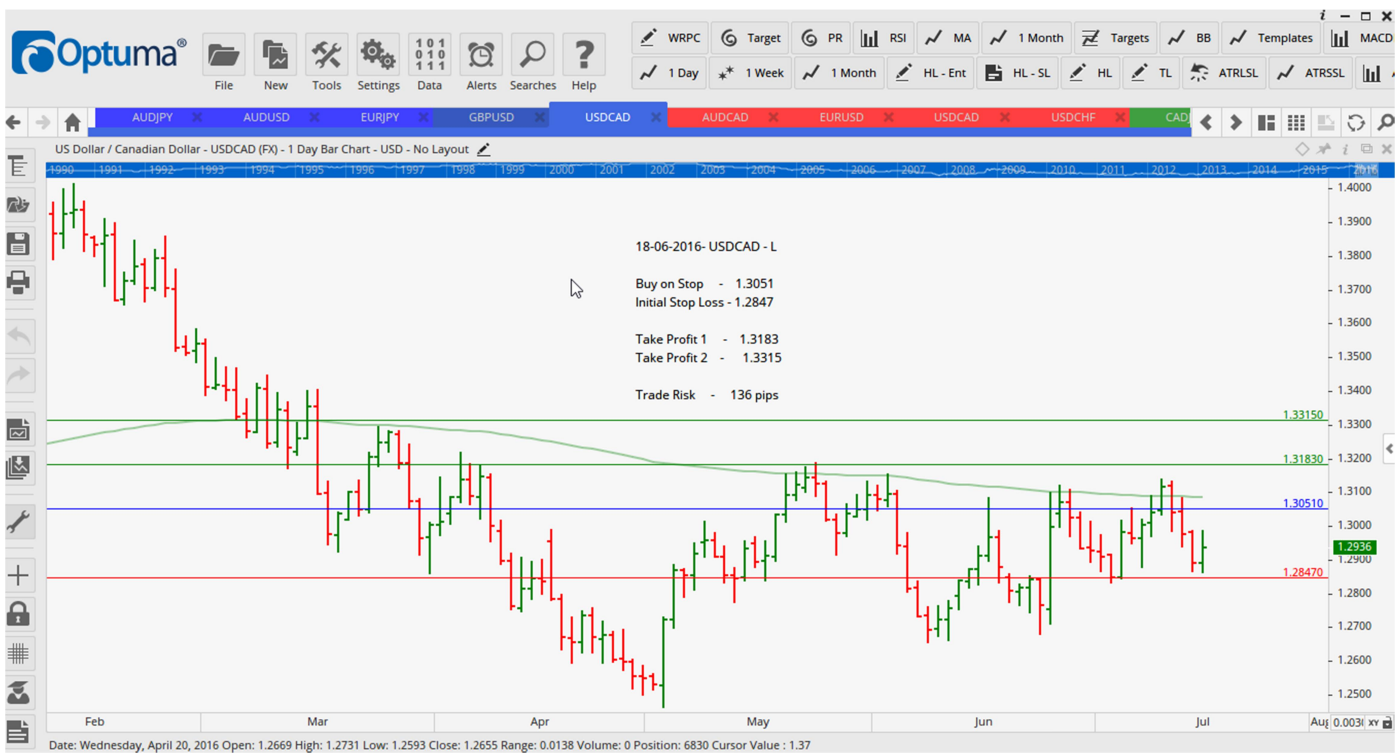 Optuma®
File
New
Tools
Settings
101
010
111
Data
Alerts
Searches
?
Help
WRPC
Target
PR
RSI
MA
1 Month
Targets
BB
Templates
MACD
1 Day
1 Week
1 Month
HL - Ent
HL - SL
HL
TL
ATRLSL
ATRSSL
AUDJPY
AUDUSD
EURJPY
GBPUSD
USDCAD
AUDCAD
EURUSD
USDCAD
USDCHF
CADJ
US Dollar / Canadian Dollar - USDCAD (FX) - 1 Day Bar Chart - USD - No Layout
1990 1991 1992 1993 1994 1995 1996 1997 1998 1999 2000 2001 2002 2003 2004 2005 2006 2007 2008 2009 2010 2011 2012 2013 2014 2015 2016
18-06-2016- USDCAD - L
Buy on Stop - 1.3051
Initial Stop Loss - 1.2847
Take Profit 1 - 1.3183
Take Profit 2 - 1.3315
Trade Risk - 136 pips
1.33150
1.31830
1.30510
1.28470
1.4000
1.3900
1.3800
1.3700
1.3600
1.3500
1.3400
1.3300
1.3200
1.3100
1.3000
1.2936
1.2900
1.2800
1.2700
1.2600
1.2500
Feb Mar Apr May Jun Jul Aug
XY
Date: Wednesday, April 20, 2016 Open: 1.2669 High: 1.2731 Low: 1.2593 Close: 1.2655 Range: 0.0138 Volume: 0 Position: 6830 Cursor Value : 1.37